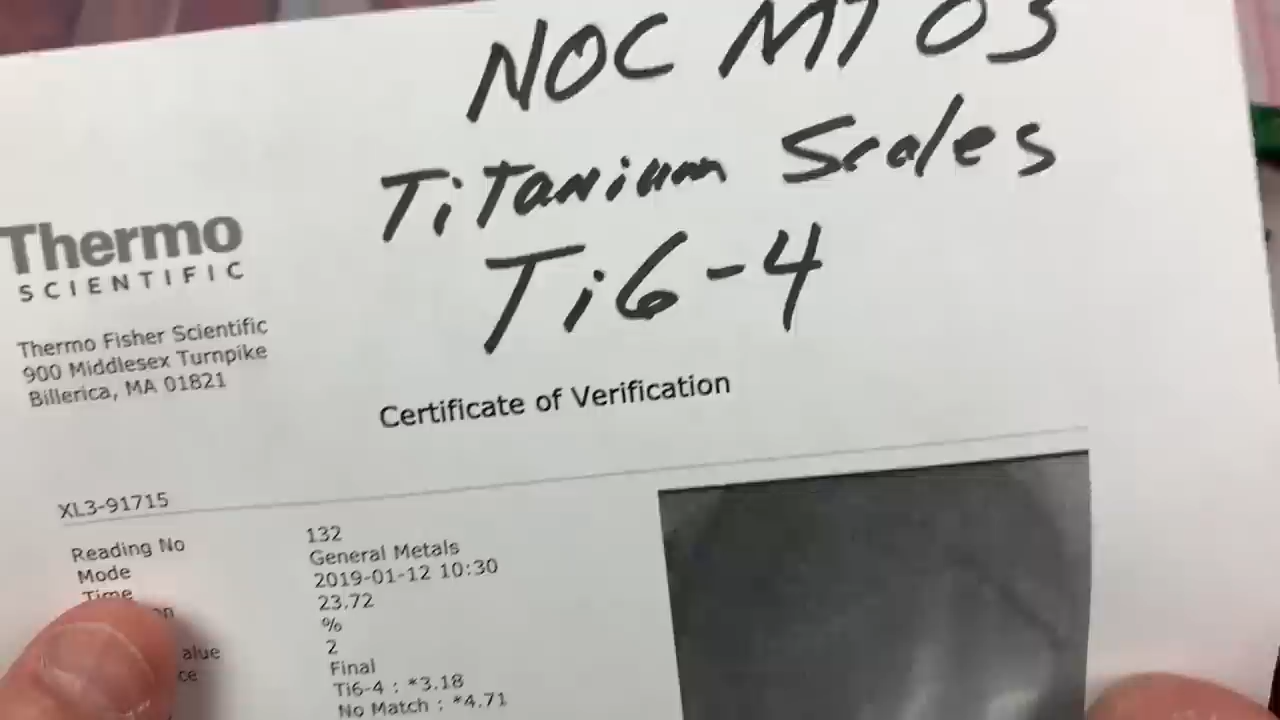 NOC MT03
Titanium Scales
Ti6-4
Thermo
SCIENTIFIC
Thermo Fisher Scientific
900 Middlesex Turnpike
Billerica, MA 01821
Certificate of Verification
XL3-91715
Reading No 132
Mode General Metals
Time 2019-01-12 10:30
23.72
%
2
Final
Ti6-4 : *3.18
No Match : *4.71